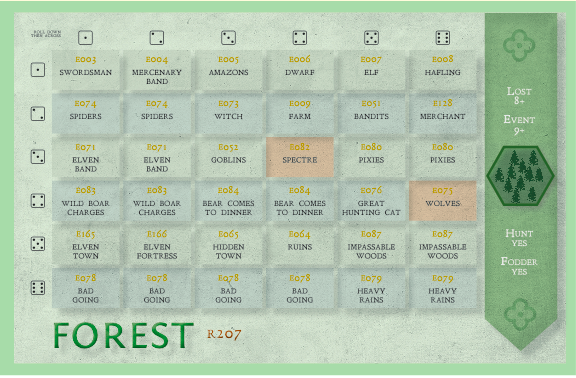 ROLL DOWN
THEN ACROSS
E003 E004 E005 E006 E007 E008
SWORDSMAN MERCENARY BAND AMAZONS DWARF ELF HAFLING
E074 E074 E073 E009 E051 E128
SPIDERS SPIDERS WITCH FARM BANDITS MERCHANT
E071 E071 E052 E082 E080 E080
ELVEN BAND ELVEN BAND GOBLINS SPECTRE PIXIES PIXIES
E083 E083 E084 E084 E076 E075
WILD BOAR CHARGES WILD BOAR CHARGES BEAR COMES TO DINNER BEAR COMES TO DINNER GREAT HUNTING CAT WOLVES
E165 E166 E065 E064 E087 E087
ELVEN TOWN ELVEN FORTRESS HIDDEN TOWN RUINS IMPASSABLE WOODS IMPASSABLE WOODS
E078 E078 E078 E078 E079 E079
BAD GOING BAD GOING BAD GOING BAD GOING HEAVY RAINS HEAVY RAINS
FOREST R207
LOST
8+
EVENT
9+
HUNT
YES
FODDER
YES